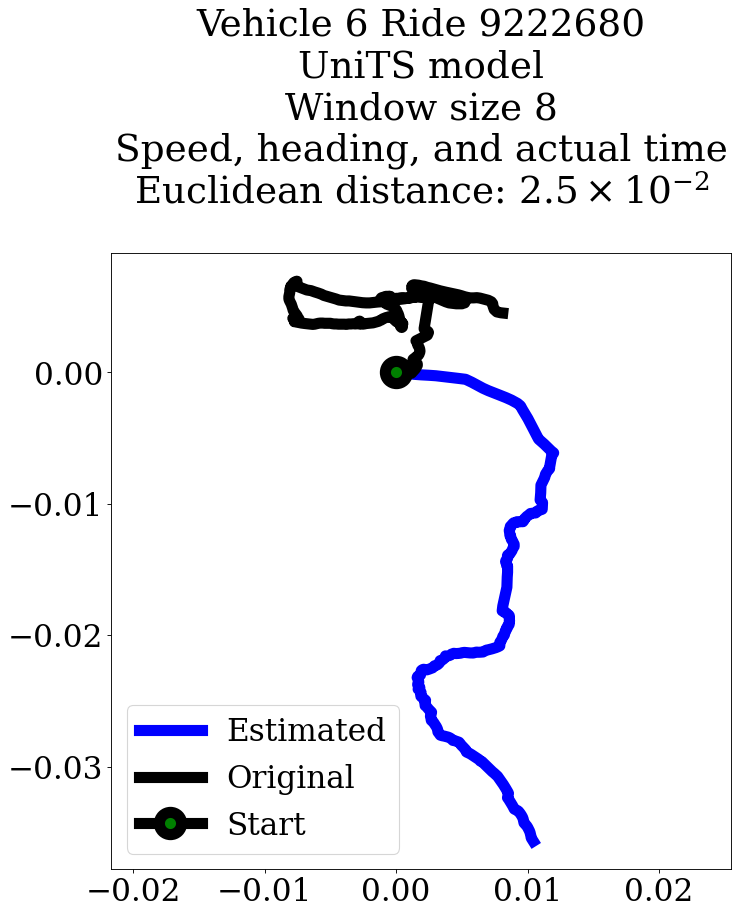 Vehicle 6 Ride 9222680
UniTS model
Window size 8
Speed, heading, and actual time
Euclidean distance: 2.5 × 10⁻²
0.00
−0.01
−0.02
−0.03
Estimated
Original
Start
−0.02 −0.01 0.00 0.01 0.02